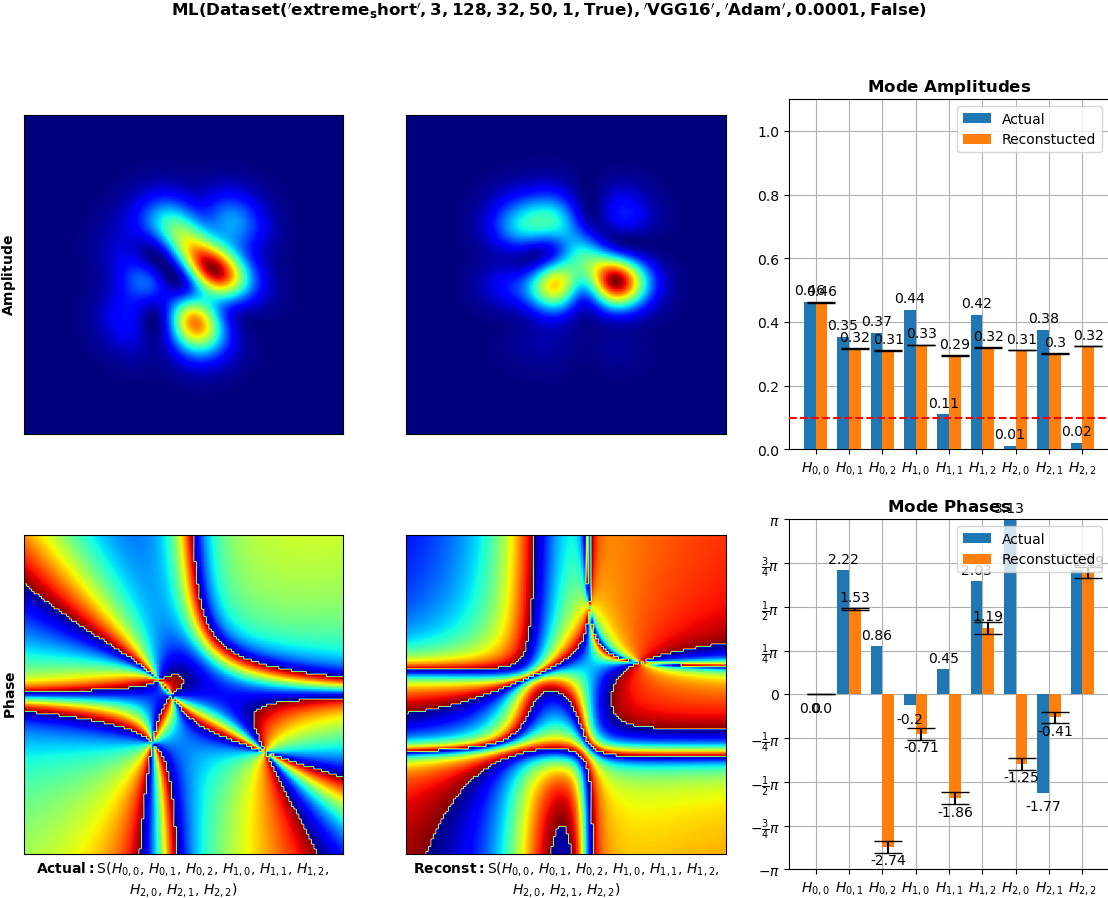 ML(Dataset('extreme_short', 3, 128, 32, 50, 1, True), 'VGG16', 'Adam', 0.0001, False)
Amplitude
Mode Amplitudes
Actual
Reconstucted
1.0
0.8
0.6
0.4
0.2
0.0
0.46 0.46 0.35 0.32 0.37 0.31 0.44 0.33 0.11 0.29 0.42 0.32 0.01 0.31 0.38 0.3 0.02 0.32
H0,0 H0,1 H0,2 H1,0 H1,1 H1,2 H2,0 H2,1 H2,2
Phase
Actual: S(H0,0, H0,1, H0,2, H1,0, H1,1, H1,2,
H2,0, H2,1, H2,2)
Reconst: S(H0,0, H0,1, H0,2, H1,0, H1,1, H1,2,
H2,0, H2,1, H2,2)
Mode Phases
Actual
Reconstucted
π
3/4π
1/2π
1/4π
0
−1/4π
−1/2π
−3/4π
−π
0.0 0.0 2.22 1.53 0.86 -2.74 -0.2 -0.71 0.45 -1.86 2.03 1.19 3.13 -1.25 -1.77 -0.41
H0,0 H0,1 H0,2 H1,0 H1,1 H1,2 H2,0 H2,1 H2,2